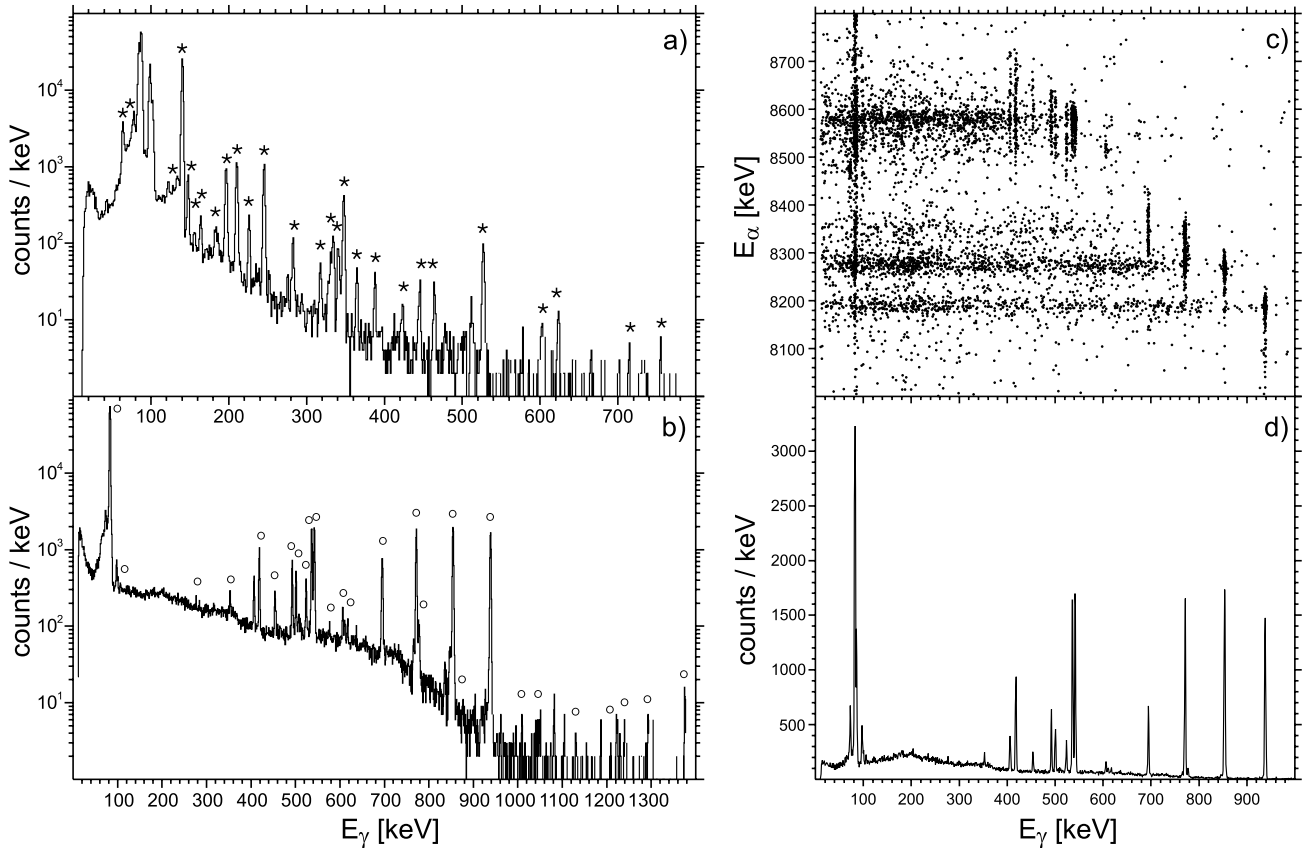 a)
10⁴
10³
10²
10¹
counts / keV
100 200 300 400 500 600 700
b)
10⁴
10³
10²
10¹
counts / keV
100 200 300 400 500 600 700 800 900 1000 1100 1200 1300
Eγ [keV]
c)
8700
8600
8500
8400
8300
8200
8100
Eα [keV]
d)
3000
2500
2000
1500
1000
500
counts / keV
100 200 300 400 500 600 700 800 900
Eγ [keV]